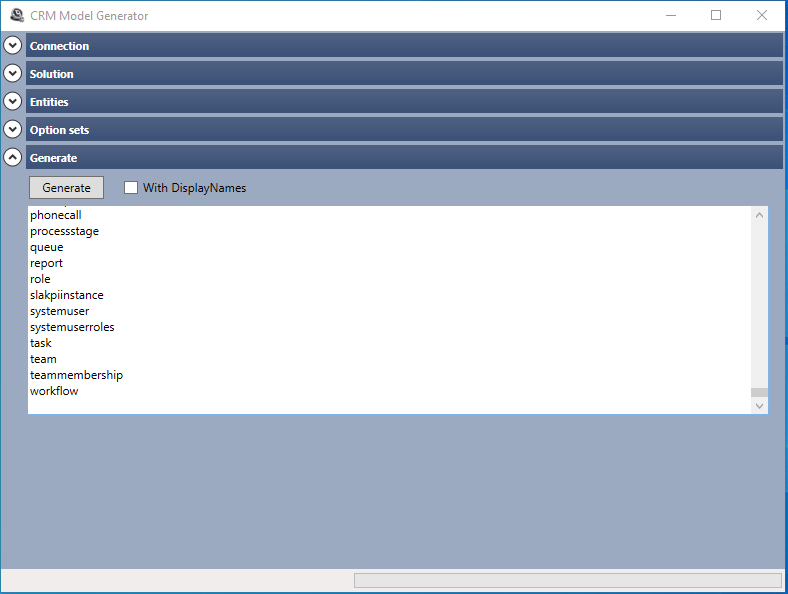 CRM Model Generator
Connection
Solution
Entities
Option sets
Generate
Generate
With DisplayNames
phonecall
processstage
queue
report
role
slakpiinstance
systemuser
systemuserroles
task
team
teammembership
workflow